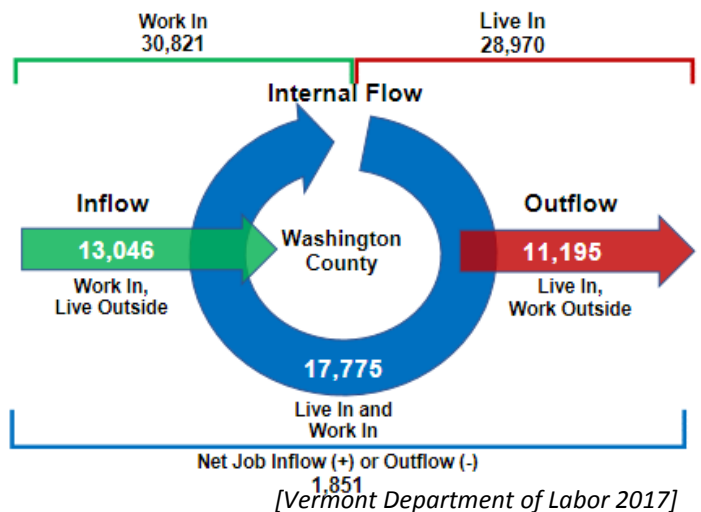 Work In
30,821
Live In
28,970
Internal Flow
Inflow
13,046
Work In,
Live Outside
Washington
County
Outflow
11,195
Live In,
Work Outside
17,775
Live In and
Work In
Net Job Inflow (+) or Outflow (-)
1,851
[Vermont Department of Labor 2017]